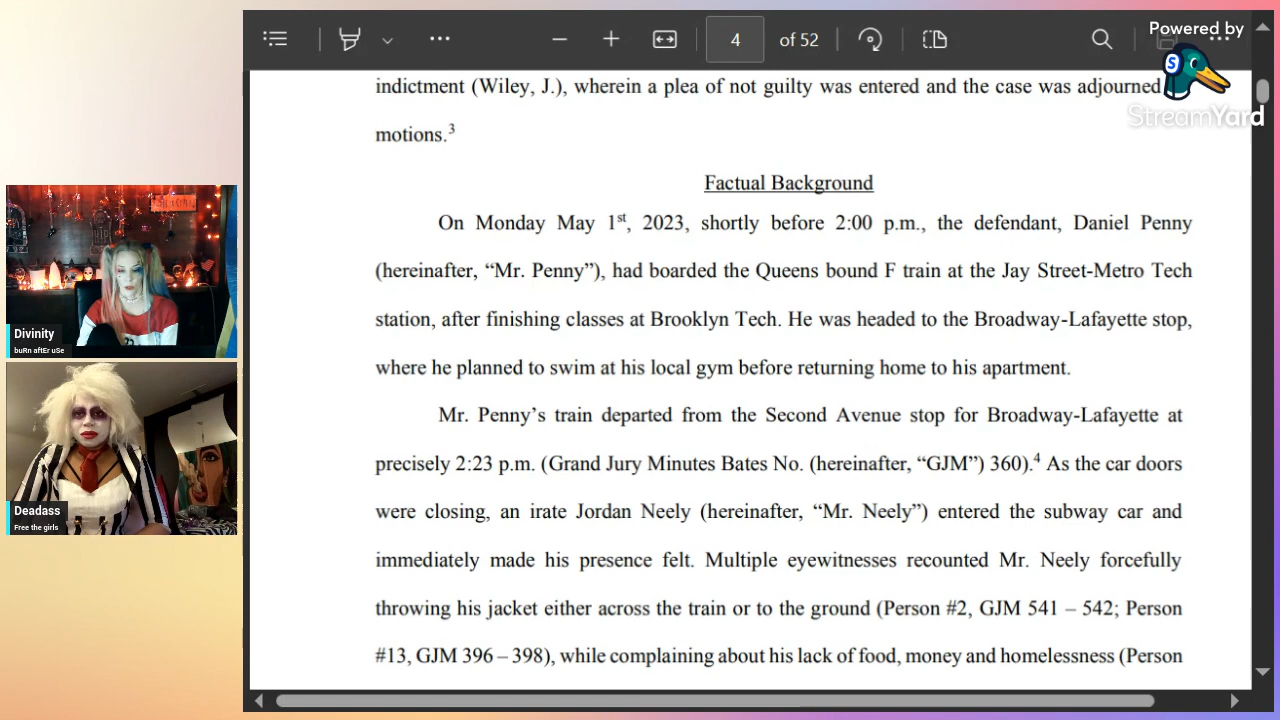 4 of 52
Powered by
StreamYard
indictment (Wiley, J.), wherein a plea of not guilty was entered and the case was adjourned
motions.3
Factual Background
On Monday May 1st, 2023, shortly before 2:00 p.m., the defendant, Daniel Penny
(hereinafter, “Mr. Penny”), had boarded the Queens bound F train at the Jay Street-Metro Tech
station, after finishing classes at Brooklyn Tech. He was headed to the Broadway-Lafayette stop,
where he planned to swim at his local gym before returning home to his apartment.
Mr. Penny’s train departed from the Second Avenue stop for Broadway-Lafayette at
precisely 2:23 p.m. (Grand Jury Minutes Bates No. (hereinafter, “GJM”) 360).4 As the car doors
were closing, an irate Jordan Neely (hereinafter, “Mr. Neely”) entered the subway car and
immediately made his presence felt. Multiple eyewitnesses recounted Mr. Neely forcefully
throwing his jacket either across the train or to the ground (Person #2, GJM 541 – 542; Person
#13, GJM 396 – 398), while complaining about his lack of food, money and homelessness (Person
Divinity
buRn aftEr uSe
Deadass
Free the girls